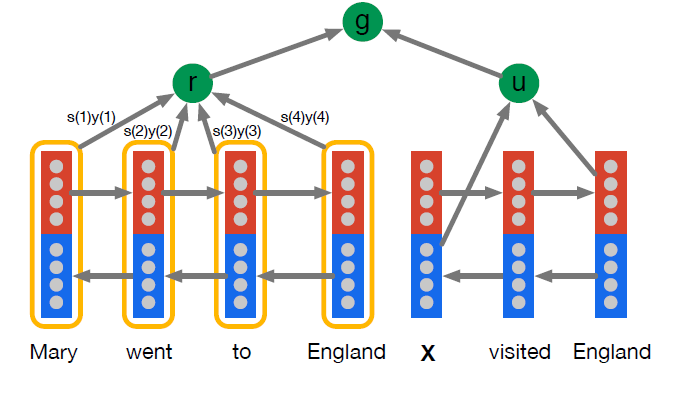 g
r
u
s(1)y(1)
s(2)y(2)
s(3)y(3)
s(4)y(4)
Mary went to England X visited England